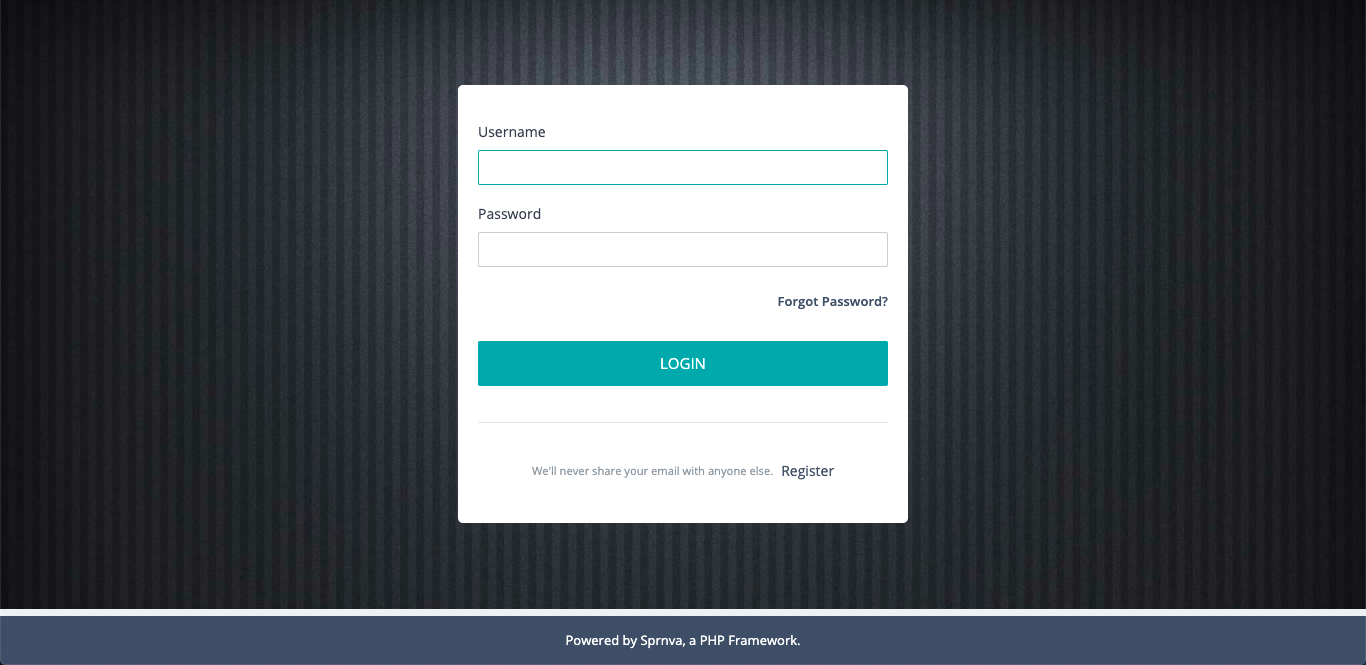 Username
Password
Forgot Password?
LOGIN
We'll never share your email with anyone else. Register
Powered by Sprnva, a PHP Framework.